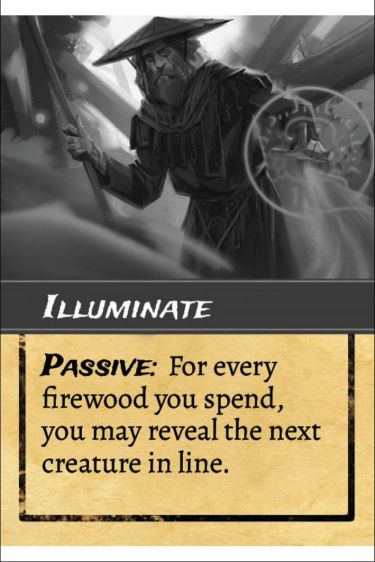 Illuminate
Passive: For every
firewood you spend,
you may reveal the next
creature in line.